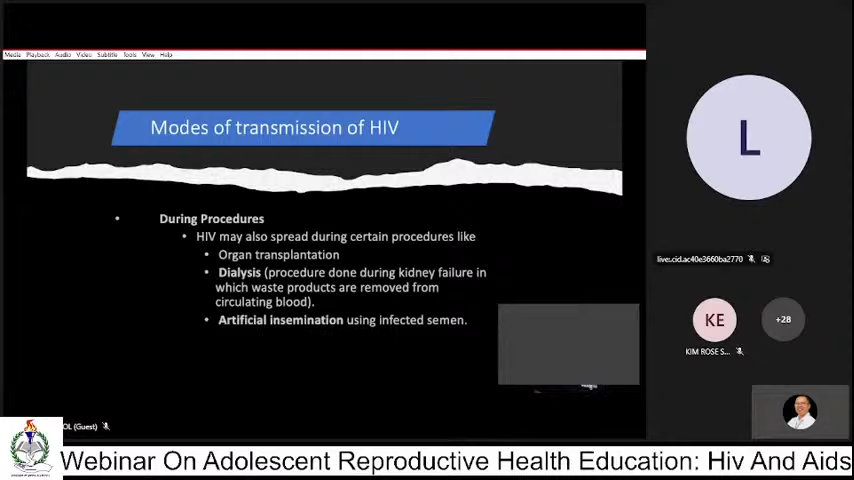 Media Playback Audio Video Subtitle Tools View Help
Modes of transmission of HIV
• During Procedures
• HIV may also spread during certain procedures like
• Organ transplantation
• Dialysis (procedure done during kidney failure in
which waste products are removed from
circulating blood).
• Artificial insemination using infected semen.
L
live:cid.ac40e3660ba2770
KE
+28
KIM ROSE S...
OL (Guest)
Webinar On Adolescent Reproductive Health Education: Hiv And Aids